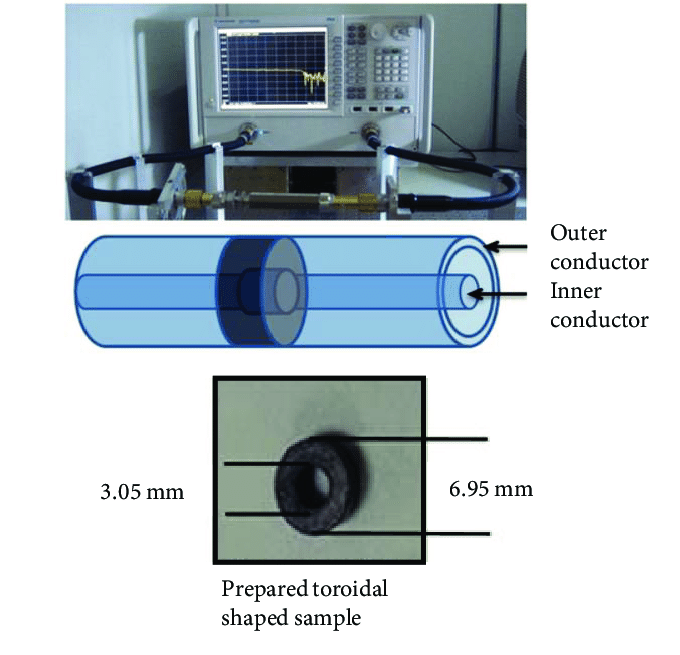 Outer
conductor
Inner
conductor
3.05 mm
6.95 mm
Prepared toroidal
shaped sample